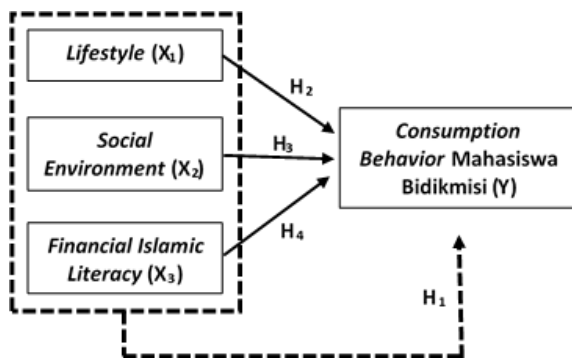 Lifestyle (X₁)
H₂
Social
Environment (X₂)
H₃
Consumption
Behavior Mahasiswa
Bidikmisi (Y)
Financial Islamic
Literacy (X₃)
H₄
H₁